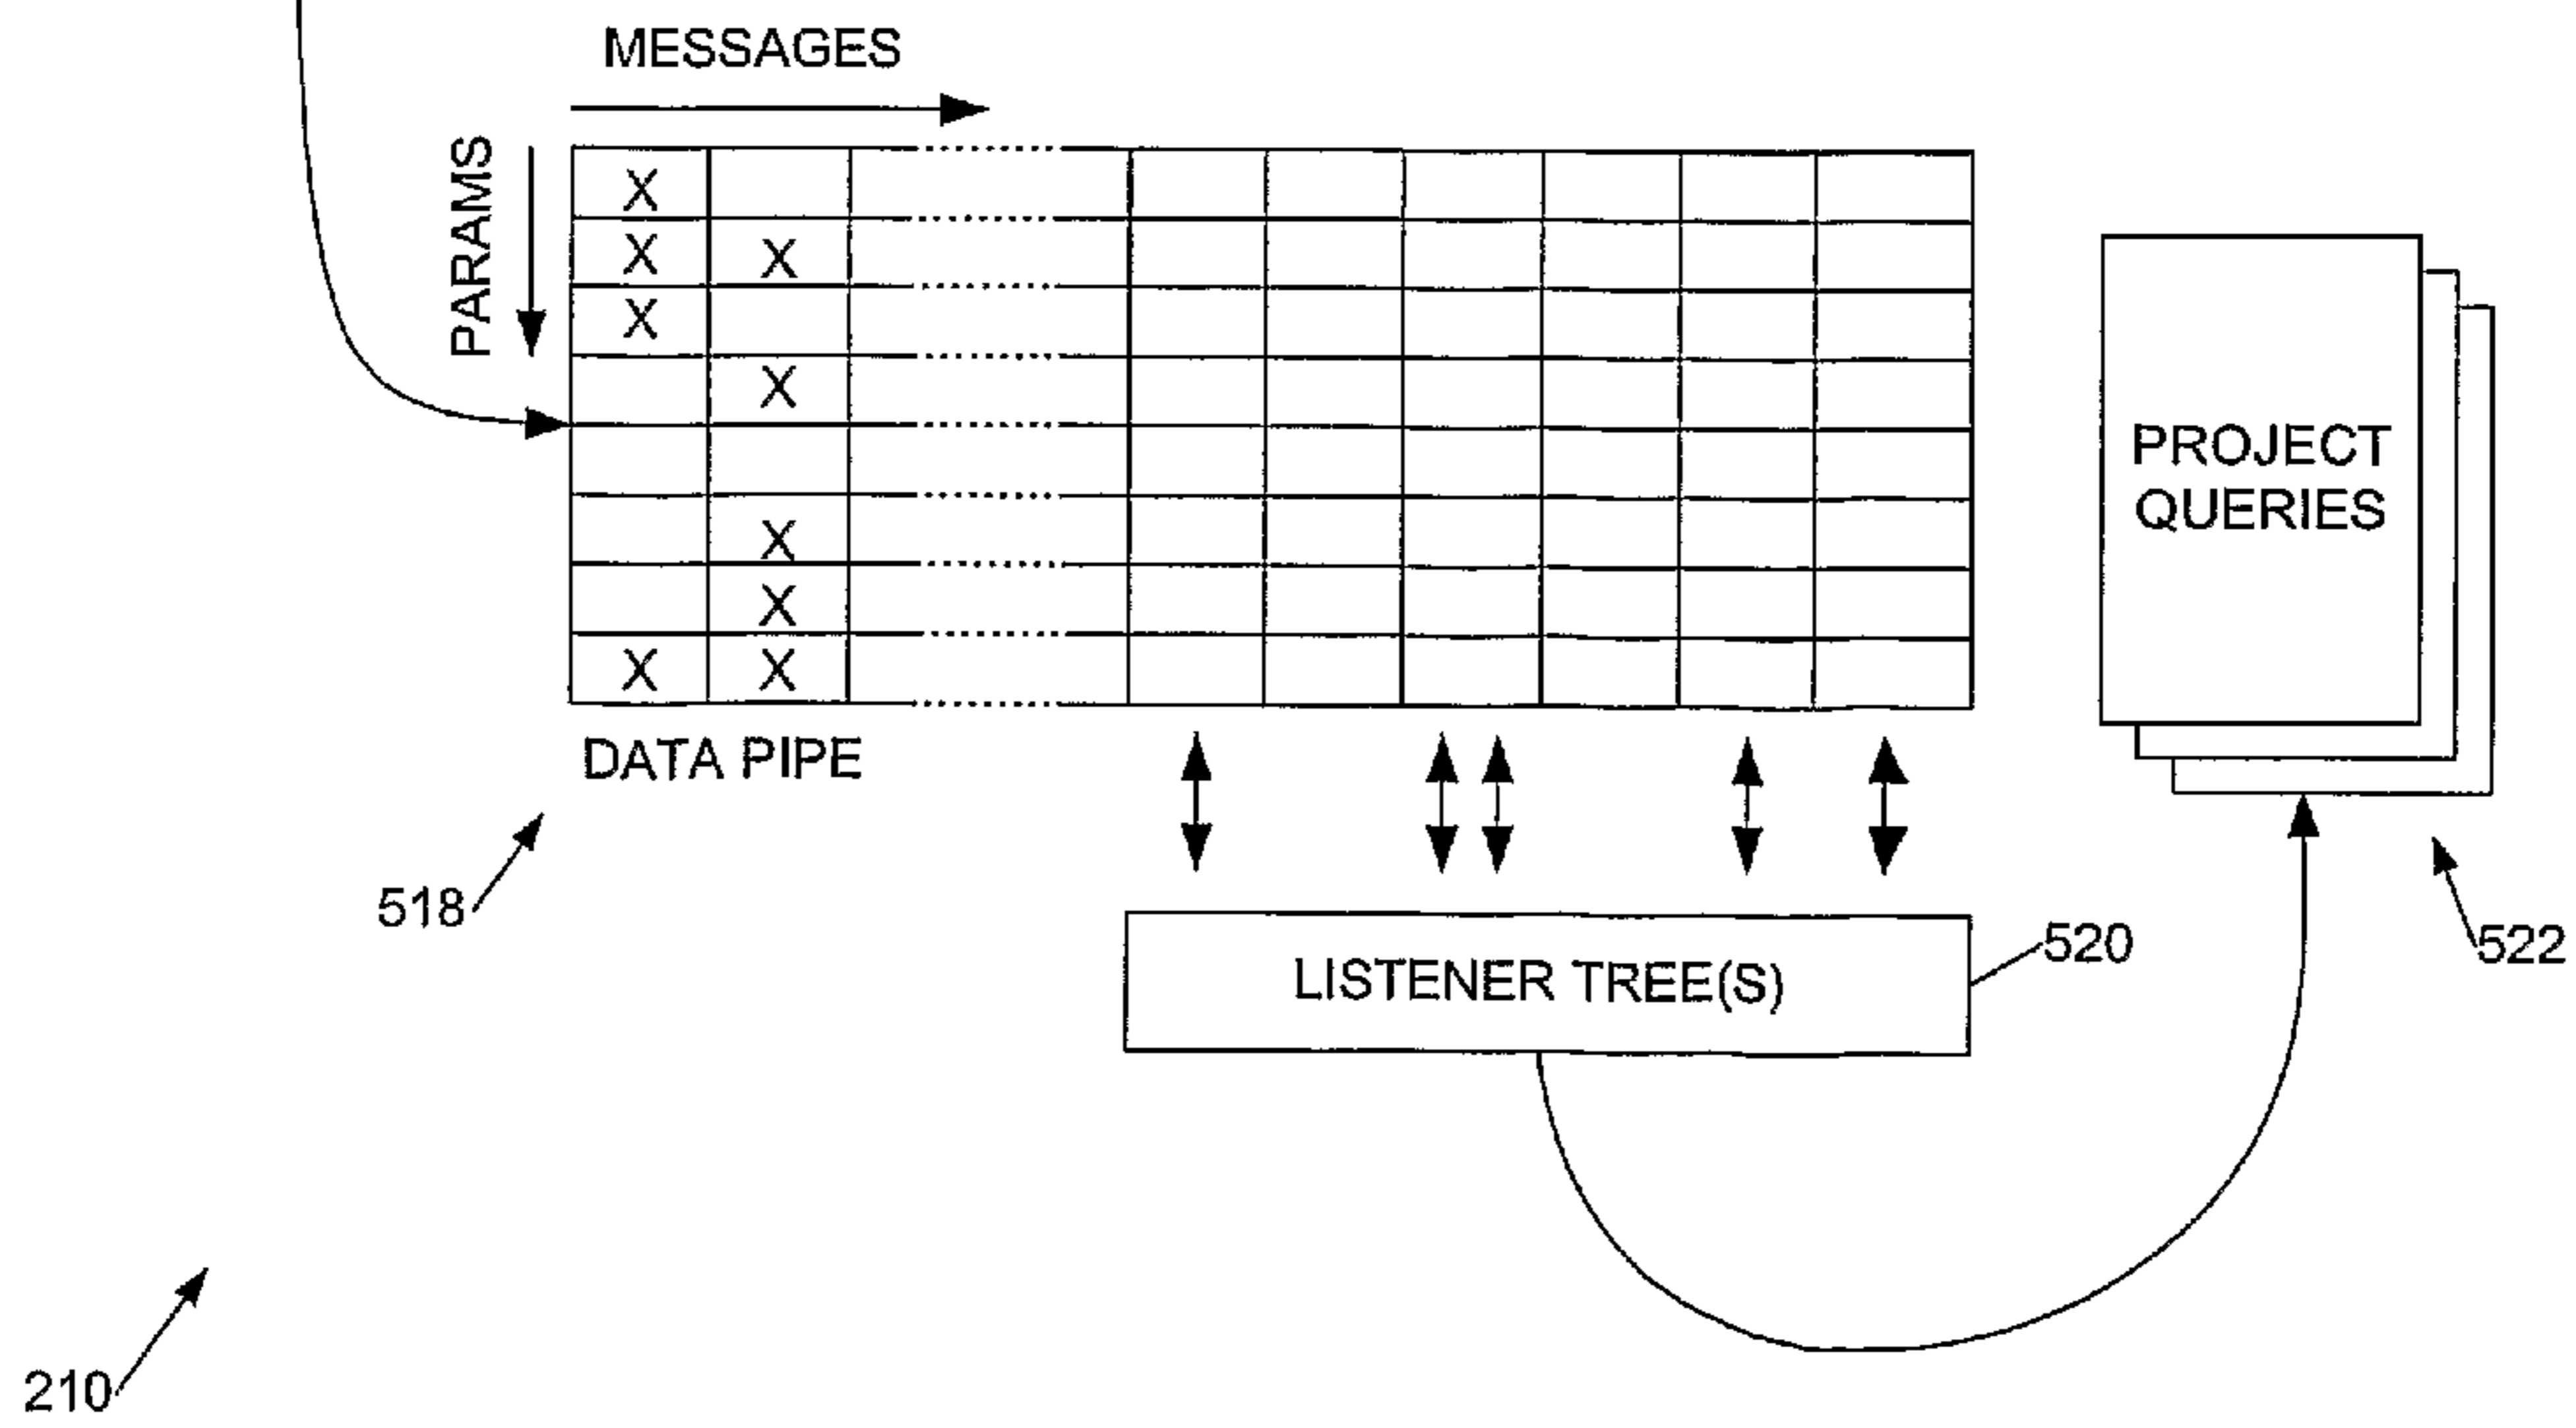 MESSAGES
PARAMS
X
X X
X
X
X
X
X X
PROJECT
QUERIES
DATA PIPE
518
LISTENER TREE(S)
520
522
210